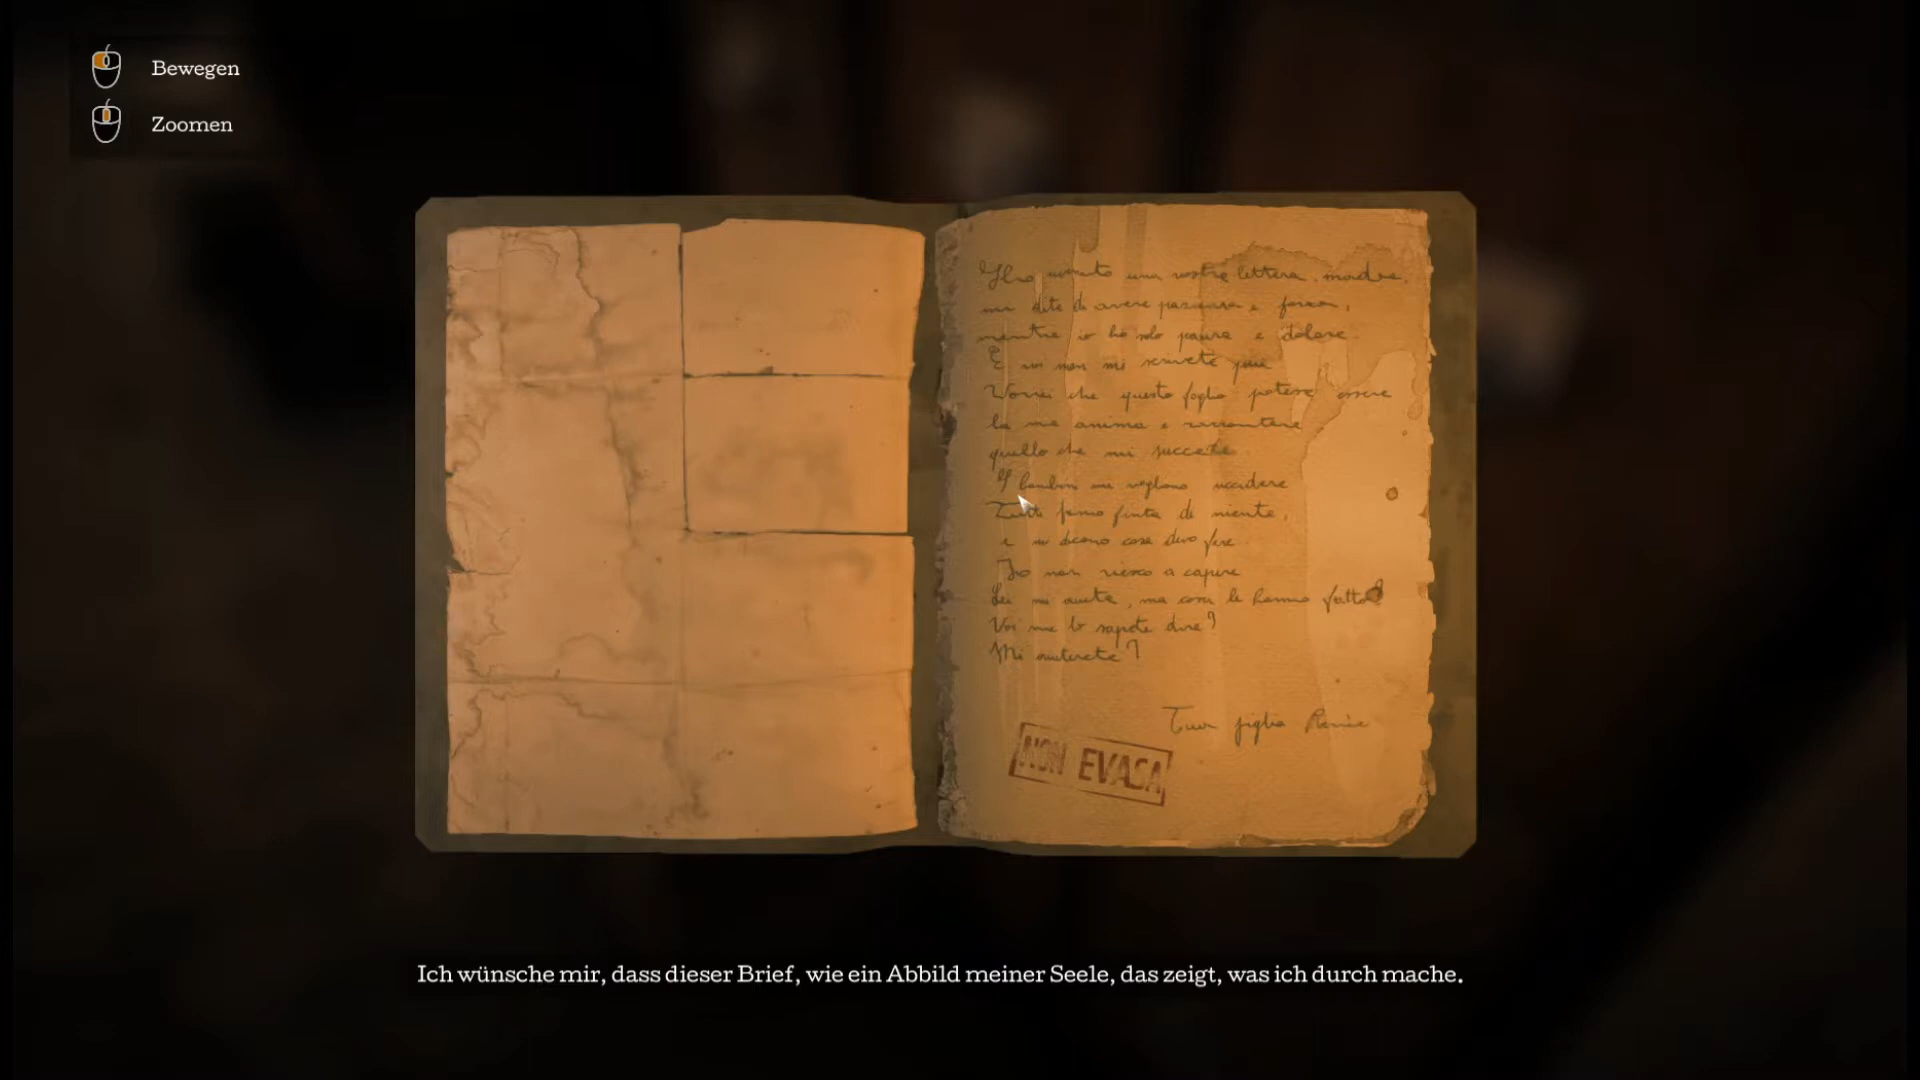 Bewegen
Zoomen
Ho una vostra lettera, madre,
mi dite di avere pazienza e forza,
mentre io ho solo paura e dolore.
E voi non mi scrivete più
Vorrei che questo foglio potesse essere
la mia anima e raccontare
quello che mi succede
I bambini mi vogliono uccidere
Tutti fanno finta di niente,
e mi dicono cosa devo fare
Io non riesco a capire
Lei mi aiuta, ma cosa le hanno fatto?
Voi me lo sapete dire?
Mi aiuterete?
Tua figlia Renée
NON EVASA
Ich wünsche mir, dass dieser Brief, wie ein Abbild meiner Seele, das zeigt, was ich durch mache.